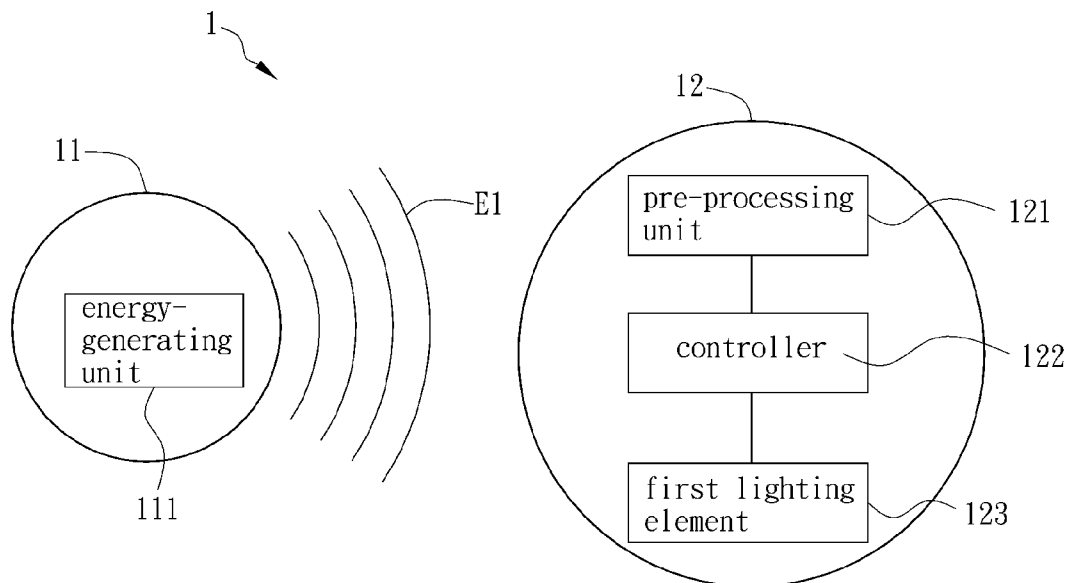 1
11
E1
energy-
generating
unit
111
12
pre-processing
unit
121
controller
122
first lighting
element
123